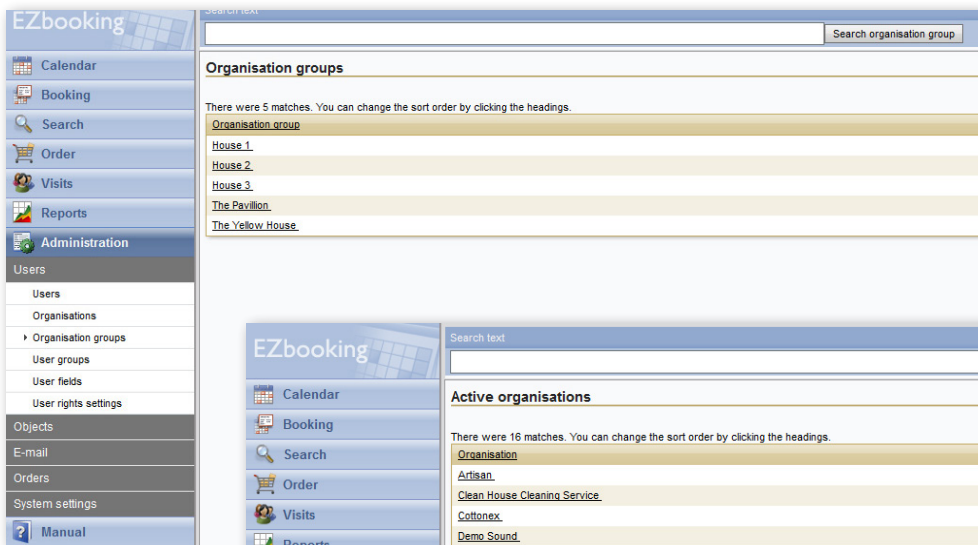 EZbooking
Search text
Search organisation group
Calendar
Booking
Search
Order
Visits
Reports
Administration
Users
Users
Organisations
Organisation groups
User groups
User fields
User rights settings
Objects
E-mail
Orders
System settings
Manual
Organisation groups
There were 5 matches. You can change the sort order by clicking the headings.
Organisation group
House 1
House 2
House 3
The Pavillion
The Yellow House
EZbooking
Search text
Calendar
Booking
Search
Order
Visits
Reports
Active organisations
There were 16 matches. You can change the sort order by clicking the headings.
Organisation
Artisan
Clean House Cleaning Service
Cottonex
Demo Sound